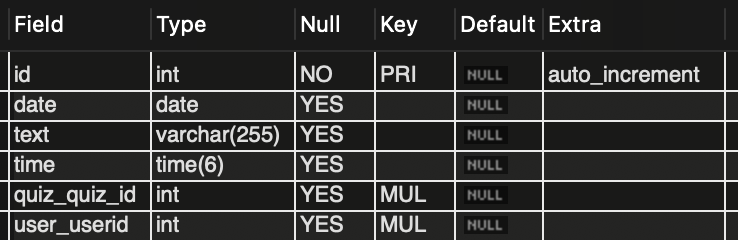 Field Type Null Key Default Extra
id int NO PRI NULL auto_increment
date date YES NULL
text varchar(255) YES NULL
time time(6) YES NULL
quiz_quiz_id int YES MUL NULL
user_userid int YES MUL NULL